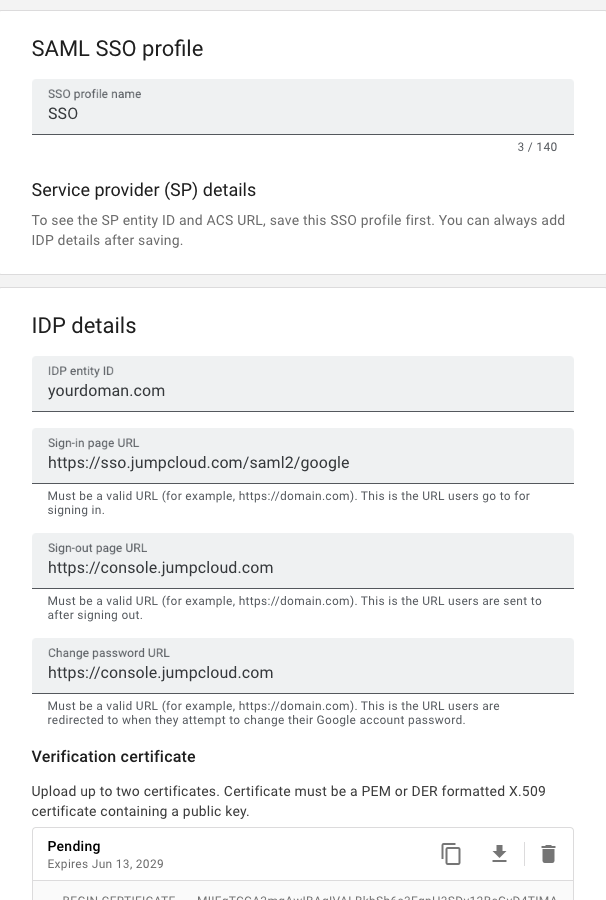 SAML SSO profile
SSO profile name
SSO
3 / 140
Service provider (SP) details
To see the SP entity ID and ACS URL, save this SSO profile first. You can always add
IDP details after saving.
IDP details
IDP entity ID
yourdoman.com
Sign-in page URL
https://sso.jumpcloud.com/saml2/google
Must be a valid URL (for example, https://domain.com). This is the URL users go to for
signing in.
Sign-out page URL
https://console.jumpcloud.com
Must be a valid URL (for example, https://domain.com). This is the URL users are sent to
after signing out.
Change password URL
https://console.jumpcloud.com
Must be a valid URL (for example, https://domain.com). This is the URL users are
redirected to when they attempt to change their Google account password.
Verification certificate
Upload up to two certificates. Certificate must be a PEM or DER formatted X.509
certificate containing a public key.
Pending
Expires Jun 13, 2029
BEGIN CERTIFICATE